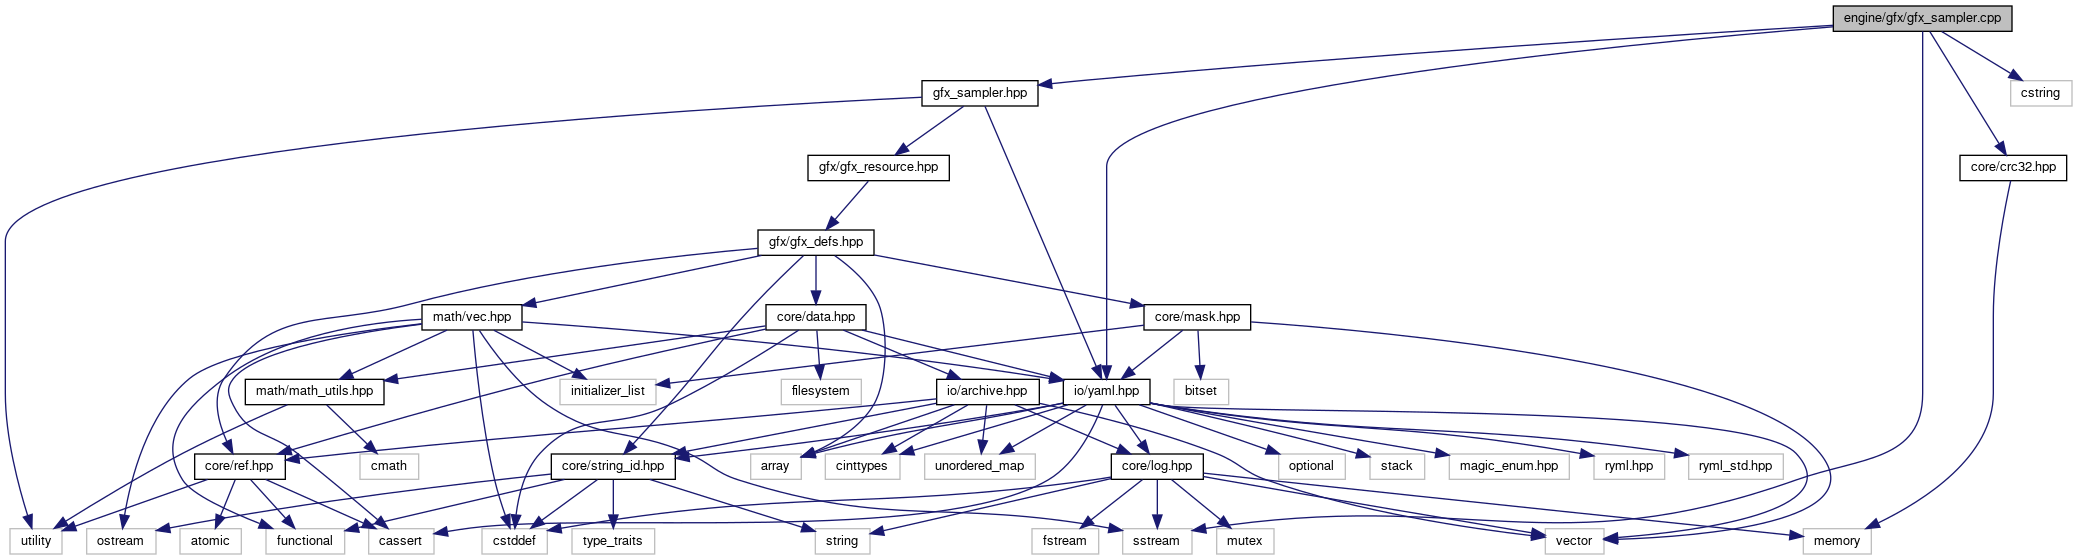 engine/gfx/gfx_sampler.cpp
gfx_sampler.hpp
cstring
gfx/gfx_resource.hpp
core/crc32.hpp
gfx/gfx_defs.hpp
math/vec.hpp
core/data.hpp
core/mask.hpp
math/math_utils.hpp
initializer_list
filesystem
io/archive.hpp
io/yaml.hpp
bitset
core/ref.hpp
cmath
core/string_id.hpp
array
cinttypes
unordered_map
core/log.hpp
optional
stack
magic_enum.hpp
ryml.hpp
ryml_std.hpp
utility
ostream
atomic
functional
cassert
cstddef
type_traits
string
fstream
sstream
mutex
vector
memory